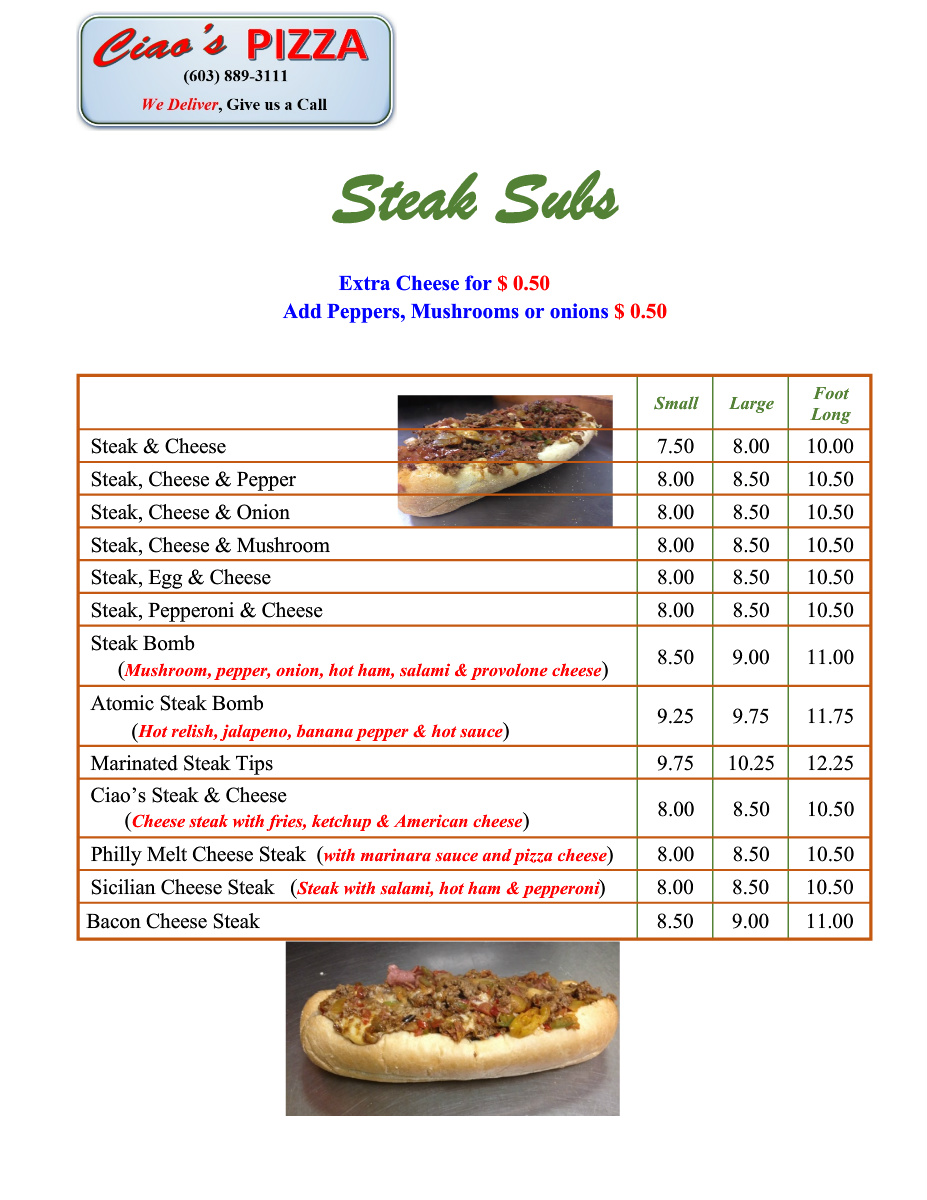 Ciao's PIZZA
(603) 889-3111
We Deliver, Give us a Call
Steak Subs
Extra Cheese for $ 0.50
Add Peppers, Mushrooms or onions $ 0.50
Small Large Foot Long
Steak & Cheese 7.50 8.00 10.00
Steak, Cheese & Pepper 8.00 8.50 10.50
Steak, Cheese & Onion 8.00 8.50 10.50
Steak, Cheese & Mushroom 8.00 8.50 10.50
Steak, Egg & Cheese 8.00 8.50 10.50
Steak, Pepperoni & Cheese 8.00 8.50 10.50
Steak Bomb 8.50 9.00 11.00
(Mushroom, pepper, onion, hot ham, salami & provolone cheese)
Atomic Steak Bomb 9.25 9.75 11.75
(Hot relish, jalapeno, banana pepper & hot sauce)
Marinated Steak Tips 9.75 10.25 12.25
Ciao's Steak & Cheese 8.00 8.50 10.50
(Cheese steak with fries, ketchup & American cheese)
Philly Melt Cheese Steak (with marinara sauce and pizza cheese) 8.00 8.50 10.50
Sicilian Cheese Steak (Steak with salami, hot ham & pepperoni) 8.00 8.50 10.50
Bacon Cheese Steak 8.50 9.00 11.00